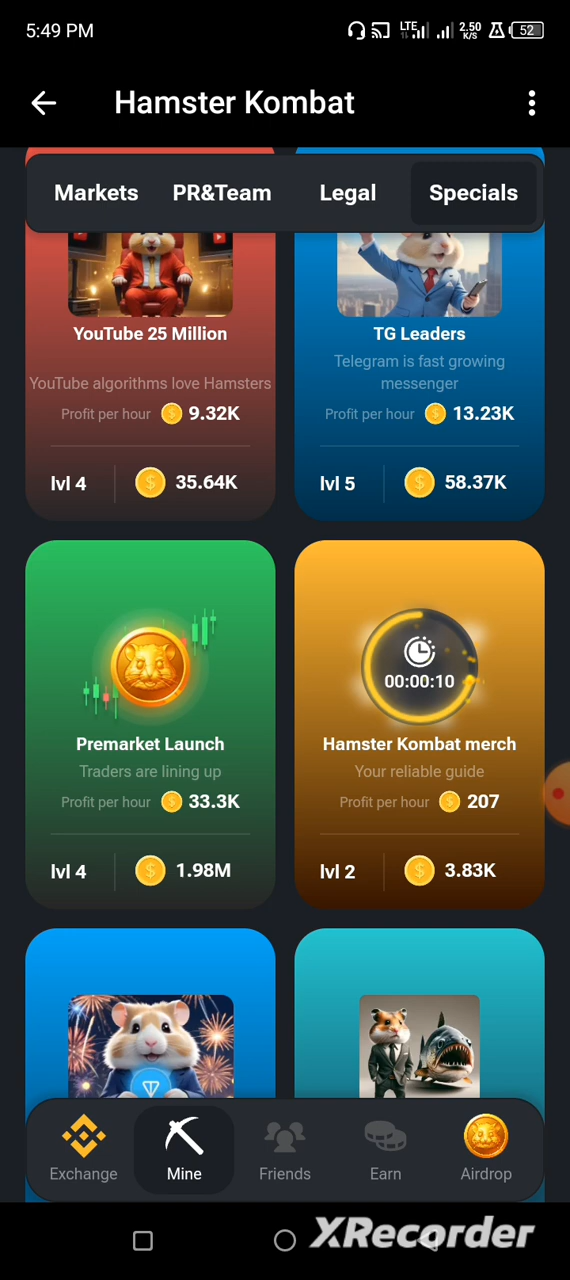 5:49 PM
LTE
2.50
K/S
52
Hamster Kombat
Markets
PR&Team
Legal
Specials
YouTube 25 Million
YouTube algorithms love Hamsters
Profit per hour
9.32K
lvl 4
35.64K
TG Leaders
Telegram is fast growing
messenger
Profit per hour
13.23K
lvl 5
58.37K
Premarket Launch
Traders are lining up
Profit per hour
33.3K
lvl 4
1.98M
00:00:10
Hamster Kombat merch
Your reliable guide
Profit per hour
207
lvl 2
3.83K
Exchange
Mine
Friends
Earn
Airdrop
XRecorder